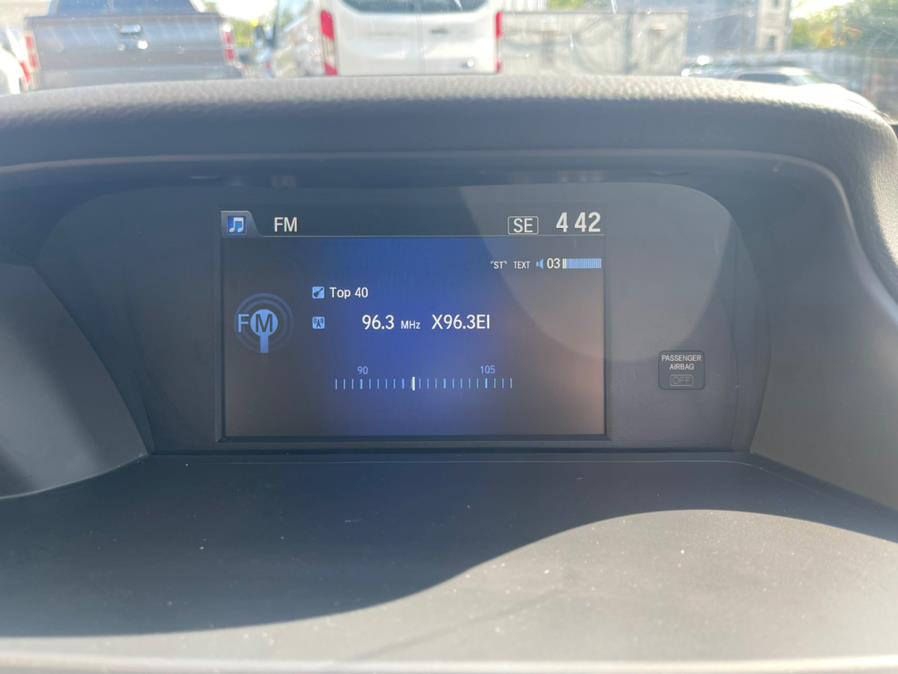 FM SE 4 42
"ST" TEXT 03
Top 40
FM 96.3 MHz X96.3EI
90 105
PASSENGER
AIRBAG
OFF